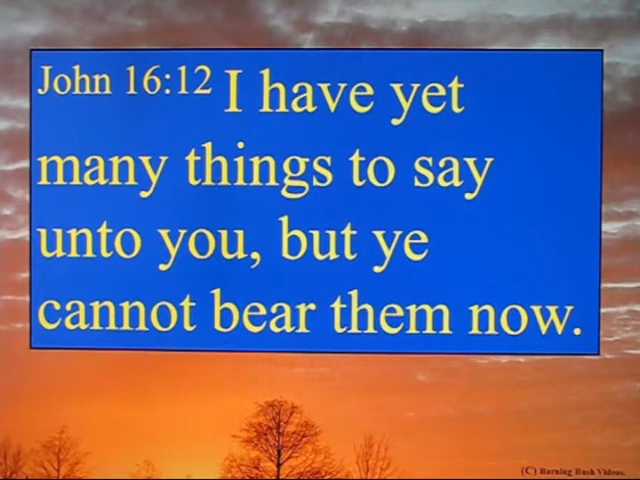 John 16:12 I have yet
many things to say
unto you, but ye
cannot bear them now.
(C) Burning Bush Videos.